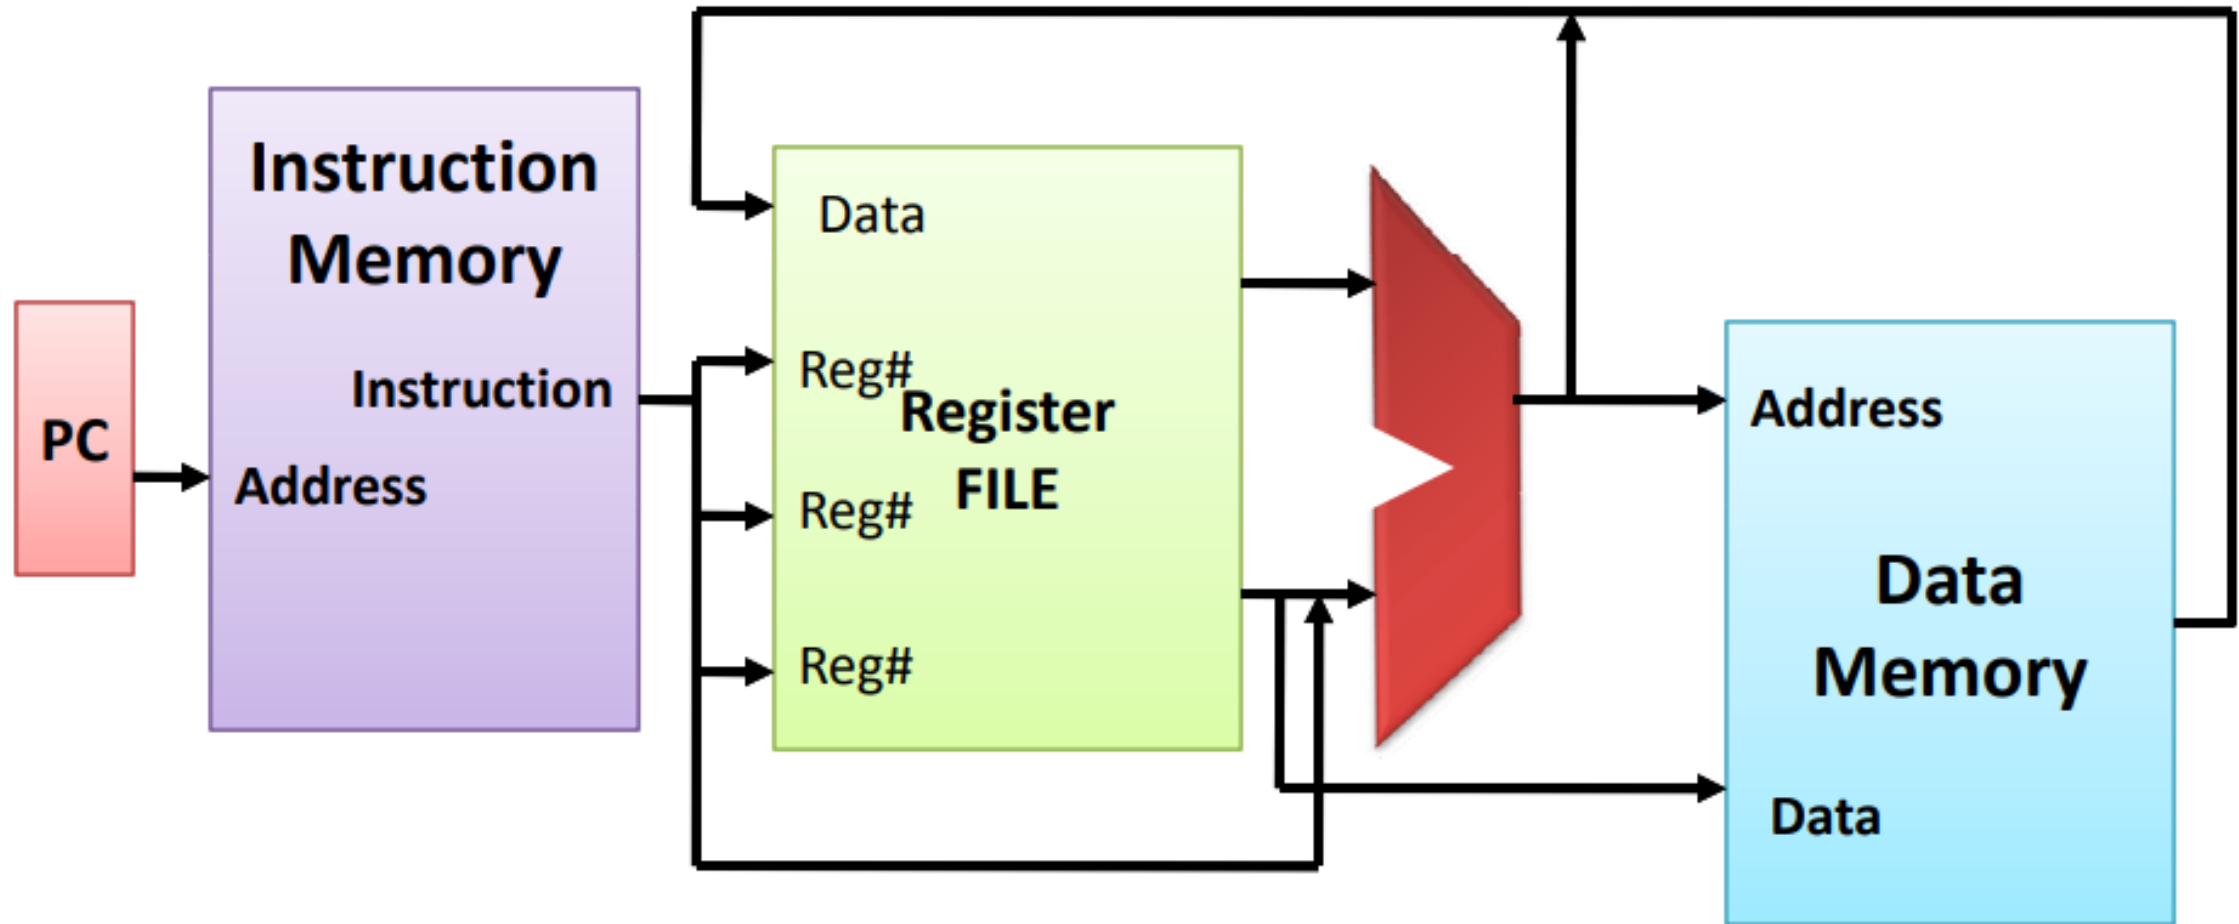 Instruction
Memory
Instruction
Address
PC
Data
Reg#
Register
FILE
Reg#
Reg#
Address
Data
Memory
Data